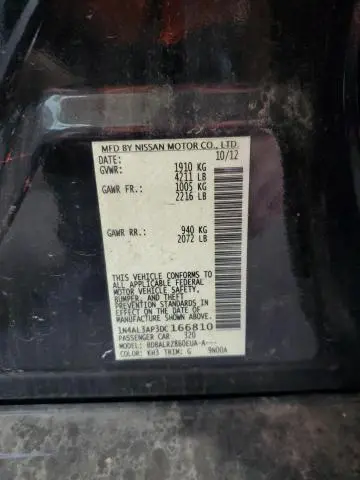 MFD BY NISSAN MOTOR CO., LTD.
DATE: 10/12
GVWR: 1910 KG
4211 LB
GAWR FR: 1005 KG
2216 LB
GAWR RR: 940 KG
2072 LB
THIS VEHICLE CONFORMS TO
ALL APPLICABLE FEDERAL
MOTOR VEHICLE SAFETY,
BUMPER, AND THEFT
PREVENTION STANDARDS IN
EFFECT ON THE DATE OF
MANUFACTURE SHOWN ABOVE.
1N4AL3AP3DC166810
PASSENGER CAR 320
MODEL: BDBALRZB60EUA-A---
COLOR: KH3 TRIM: G 9N00A